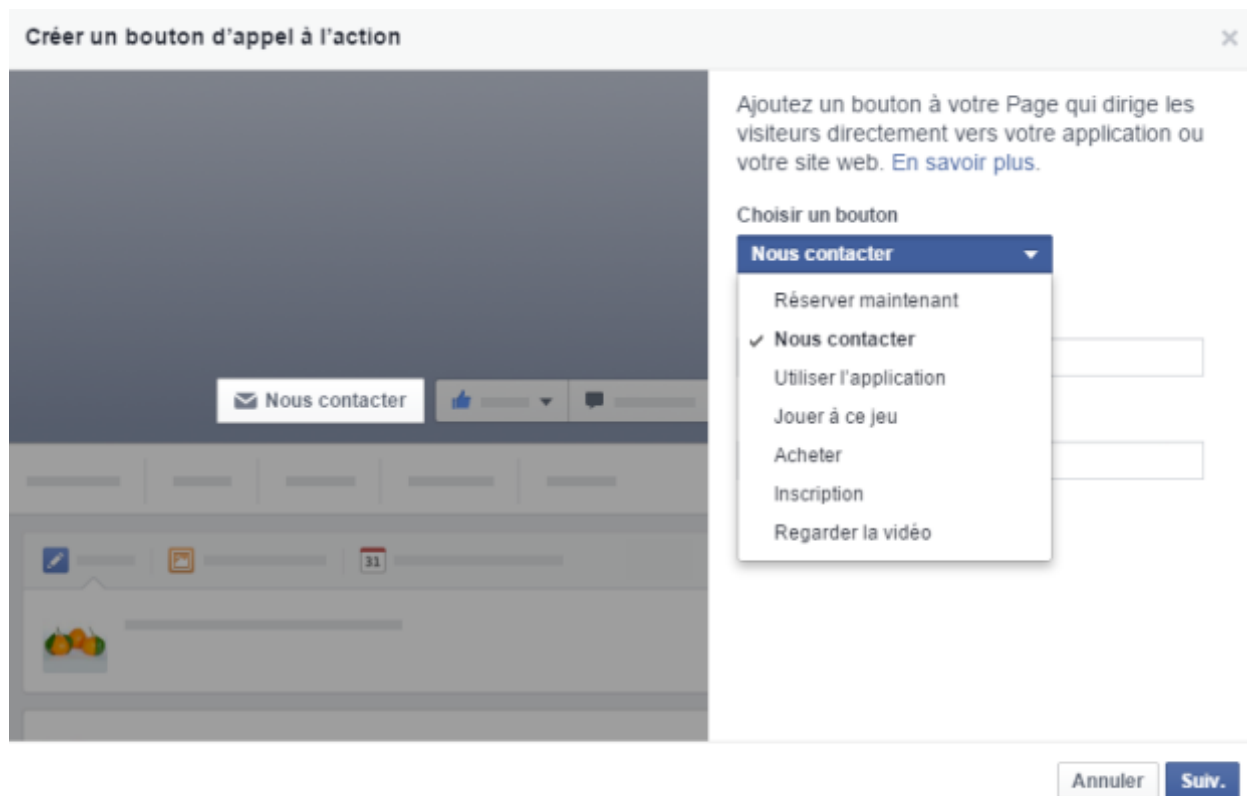 Créer un bouton d'appel à l'action
Ajoutez un bouton à votre Page qui dirige les
visiteurs directement vers votre application ou
votre site web. En savoir plus.
Choisir un bouton
Nous contacter
Réserver maintenant
Nous contacter
Utiliser l'application
Jouer à ce jeu
Acheter
Inscription
Regarder la vidéo
Nous contacter
31
Annuler
Suiv.